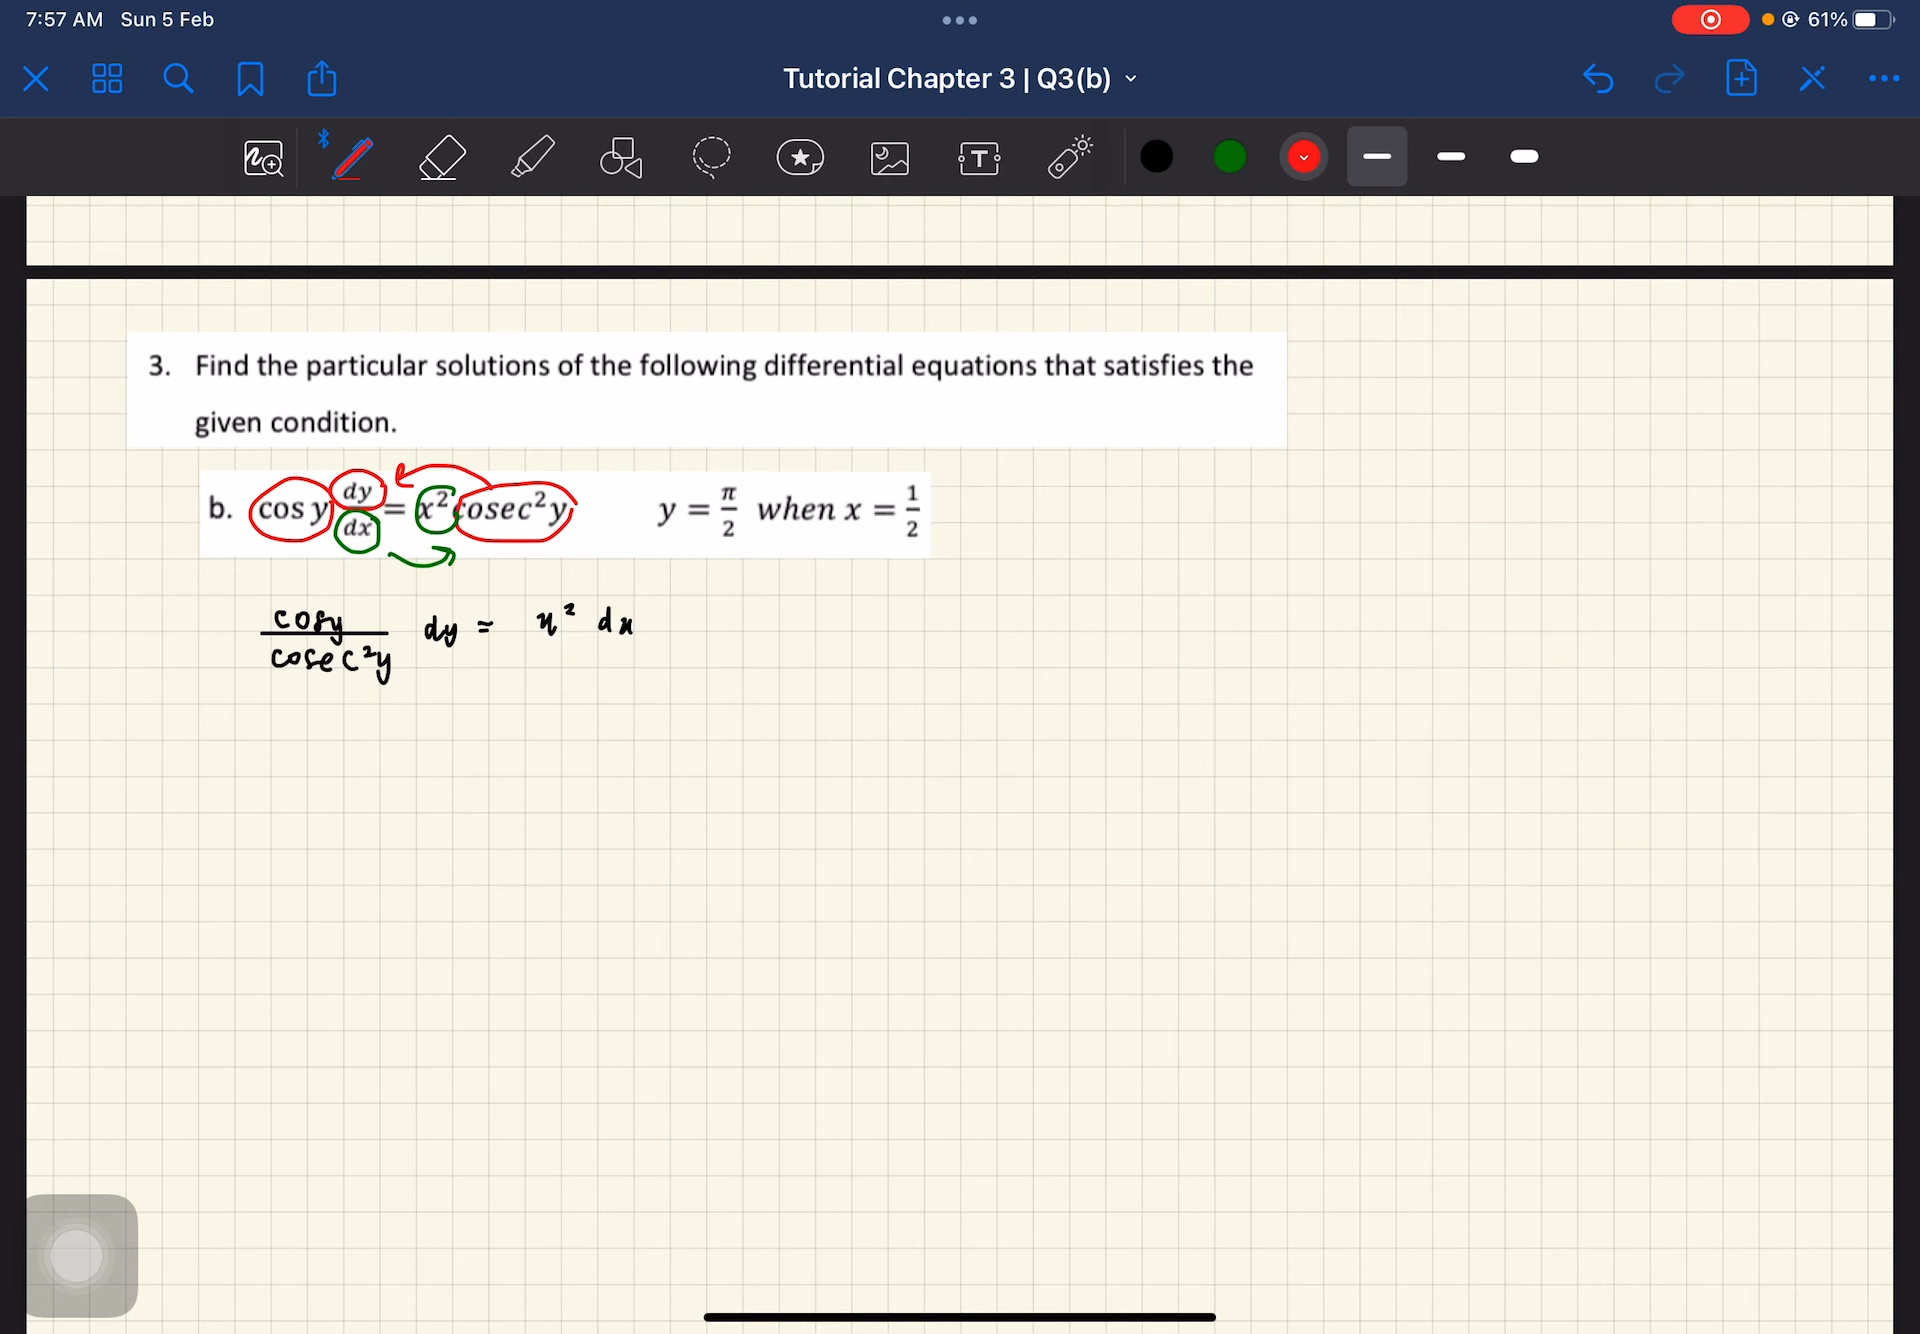 7:57 AM Sun 5 Feb
61%
Tutorial Chapter 3 | Q3(b)
T
3. Find the particular solutions of the following differential equations that satisfies the
given condition.
b. cos y dy/dx = x² cosec² y    y = π/2 when x = 1/2
cosy/cosec²y dy = x² dx